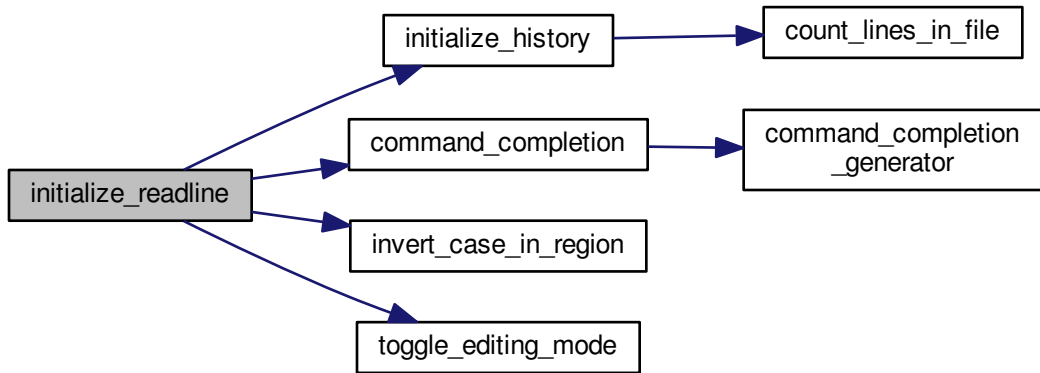 initialize_history
count_lines_in_file
command_completion
command_completion
_generator
initialize_readline
invert_case_in_region
toggle_editing_mode